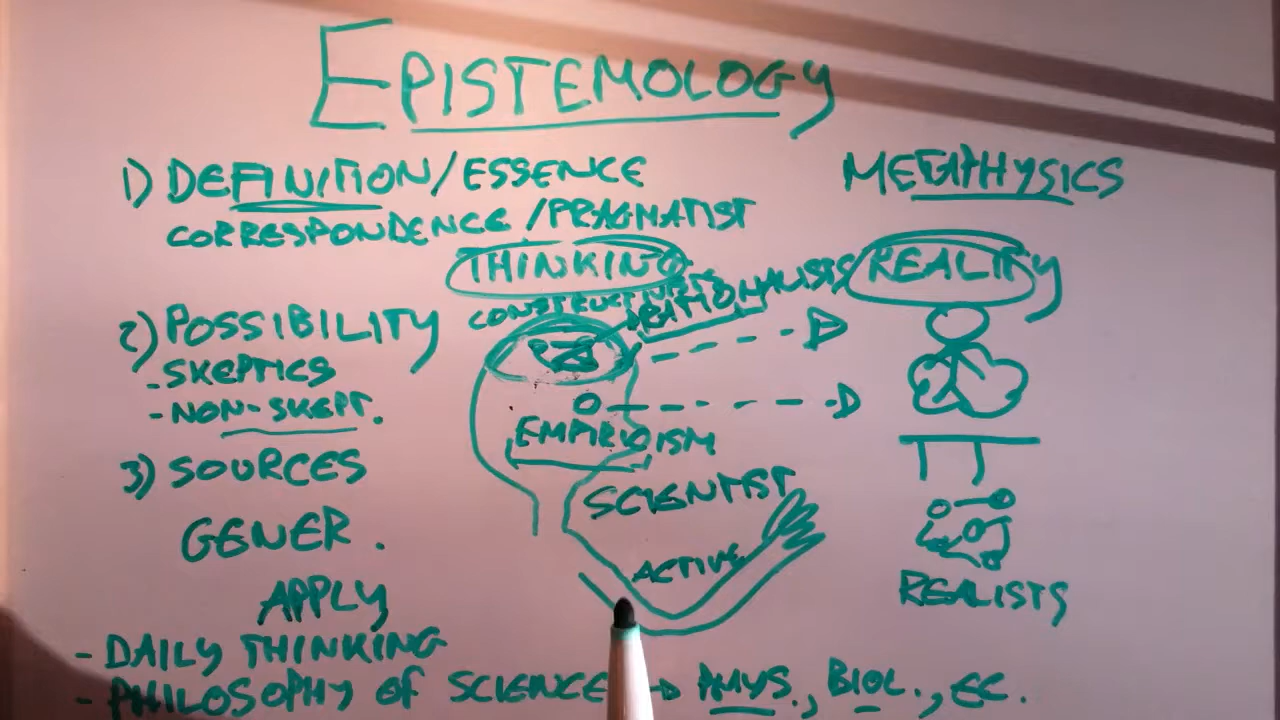 EPISTEMOLOGY
1) DEFINITION/ESSENCE
CORRESPONDENCE/PRAGMATIST
METAPHYSICS
THINKING
CONSTRUCTIVISTS
RATIONALISTS
REALITY
2) POSSIBILITY
- SKEPTICS
- NON-SKEPT.
EMPIRICISM
3) SOURCES
SCIENTIST
GENER.
ACTIVE
REALISTS
APPLY
- DAILY THINKING
- PHILOSOPHY OF SCIENCE → PHYS., BIOL., EC.